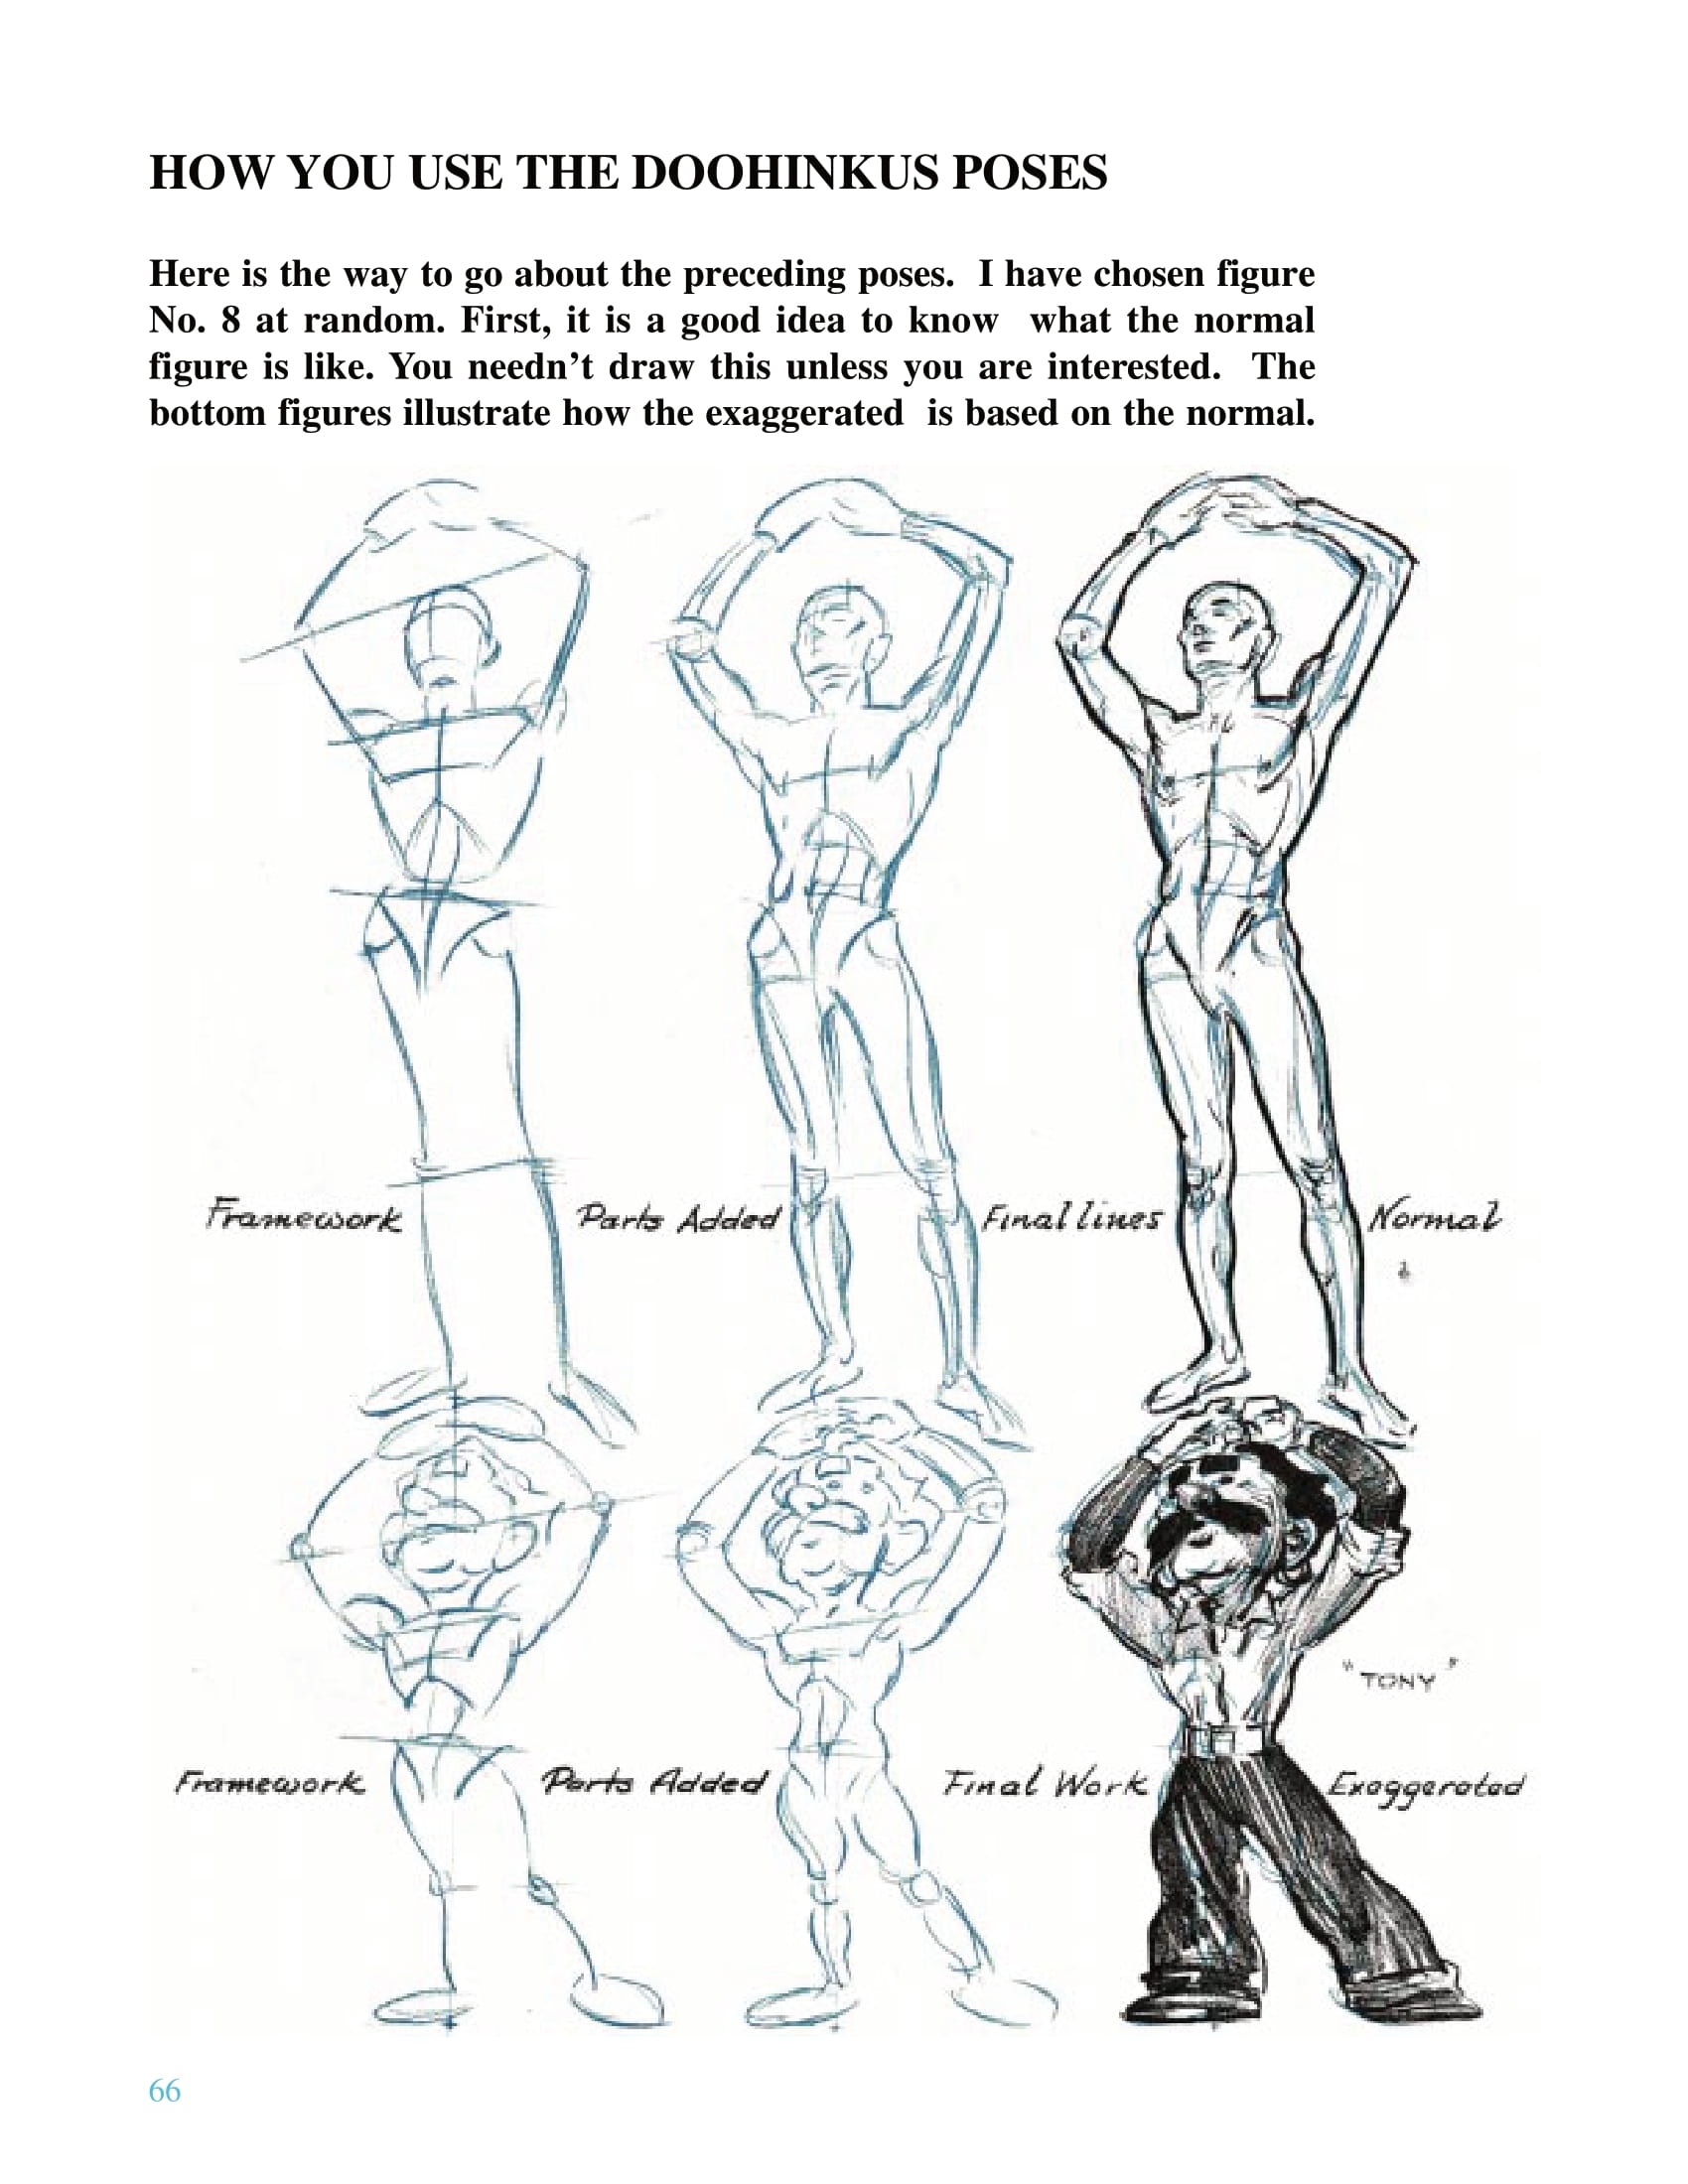 HOW YOU USE THE DOOHINKUS POSES
Here is the way to go about the preceding poses. I have chosen figure
No. 8 at random. First, it is a good idea to know what the normal
figure is like. You needn’t draw this unless you are interested. The
bottom figures illustrate how the exaggerated is based on the normal.
Framework Parts Added Final lines Normal
"TONY"
Framework Parts Added Final Work Exaggerated
66